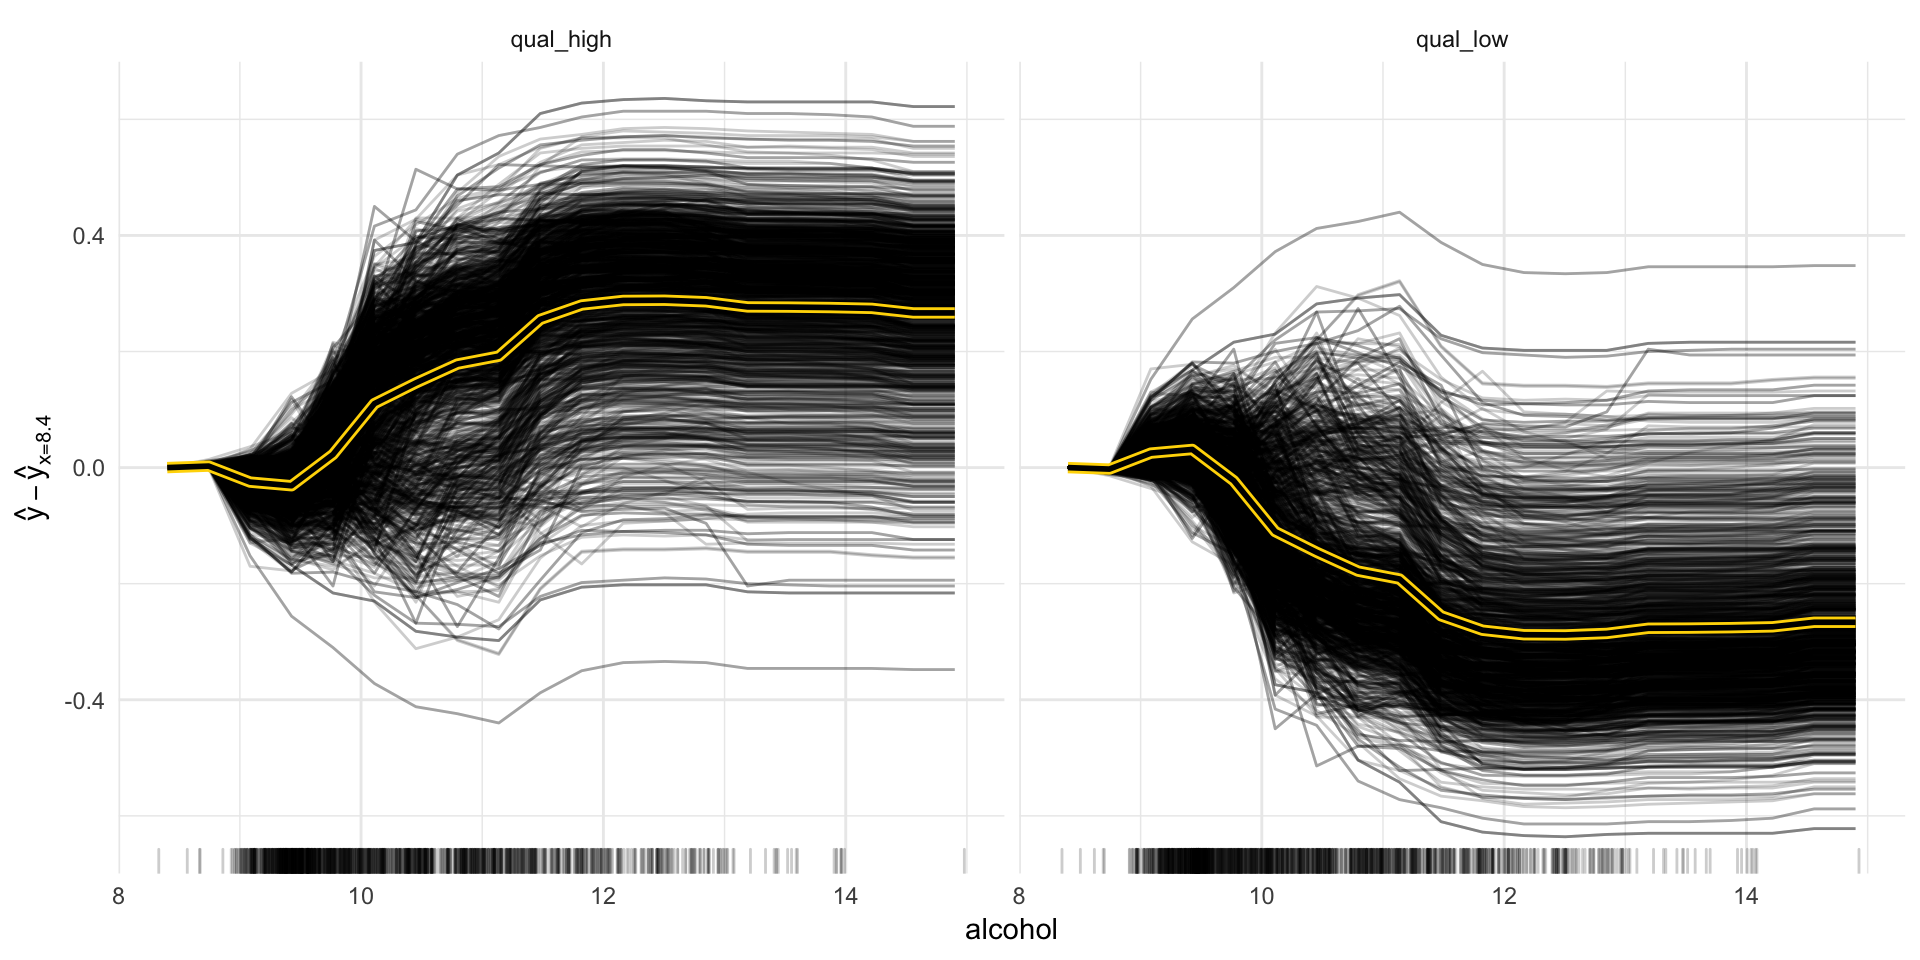 qual_high qual_low
0.4
0.0
-0.4
ŷ − ŷx=8.4
8 10 12 14 8 10 12 14
alcohol